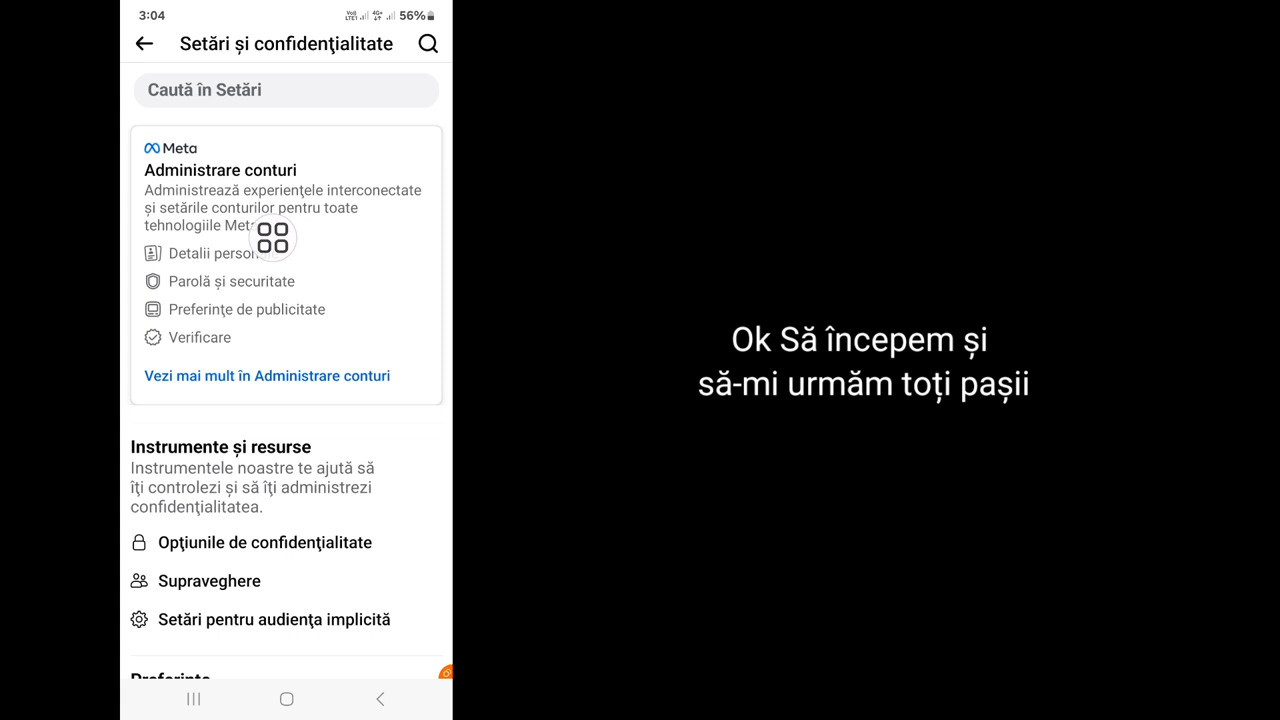 3:04
56%
Setări și confidențialitate
Caută în Setări
Meta
Administrare conturi
Administrează experiențele interconectate
și setările conturilor pentru toate
tehnologiile
Detalii
Parolă și securitate
Preferințe de publicitate
Verificare
Vezi mai mult în Administrare conturi
Instrumente și resurse
Instrumentele noastre te ajută să
îți controlezi și să îți administrezi
confidențialitatea.
Opțiunile de confidențialitate
Supraveghere
Setări pentru audiența implicită
Ok Să începem și
să-mi urmăm toți pașii